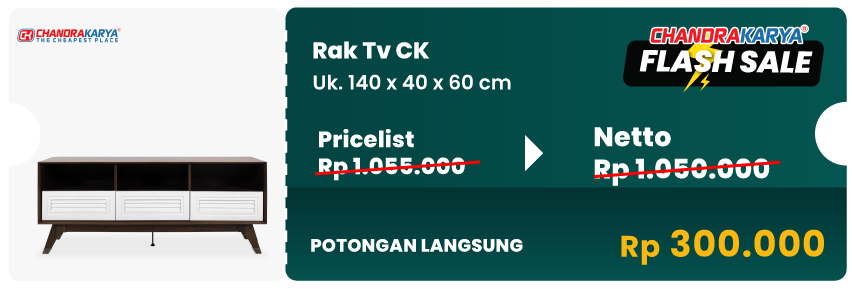 CHANDRAKARYA®
THE CHEAPEST PLACE
Rak Tv CK
Uk. 140 x 40 x 60 cm
CHANDRAKARYA®
FLASH SALE
Pricelist
Rp 1.055.000
Netto
Rp 1.050.000
POTONGAN LANGSUNG
Rp 300.000